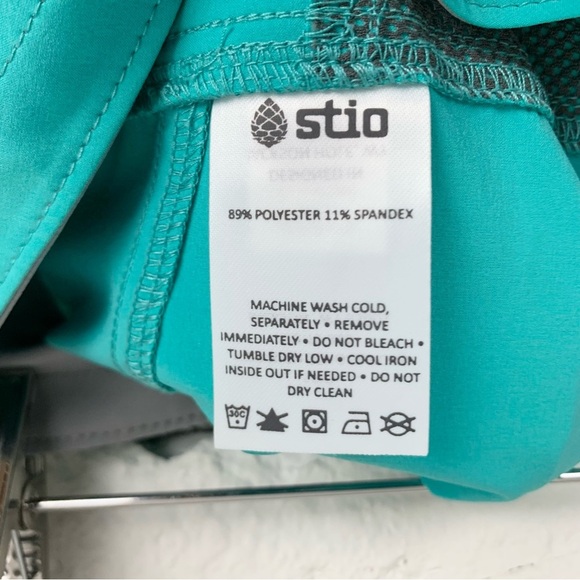 stio
89% POLYESTER 11% SPANDEX
MACHINE WASH COLD,
SEPARATELY • REMOVE
IMMEDIATELY • DO NOT BLEACH •
TUMBLE DRY LOW • COOL IRON
INSIDE OUT IF NEEDED • DO NOT
DRY CLEAN
30C